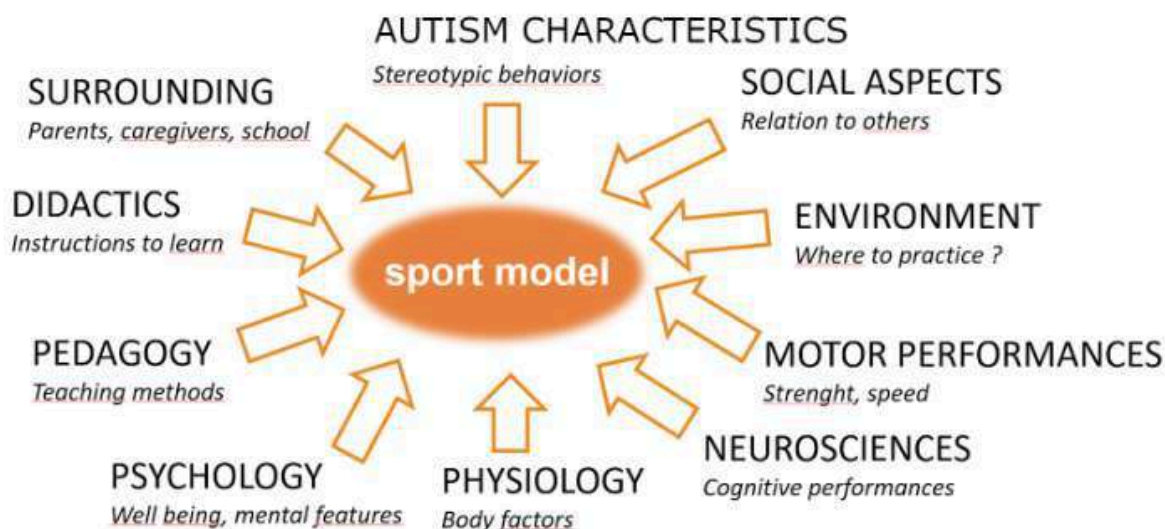 AUTISM CHARACTERISTICS
Stereotypic behaviors
SURROUNDING
Parents, caregivers, school
SOCIAL ASPECTS
Relation to others
DIDACTICS
Instructions to learn
ENVIRONMENT
Where to practice ?
sport model
PEDAGOGY
Teaching methods
MOTOR PERFORMANCES
Strenght, speed
PSYCHOLOGY
Well being, mental features
PHYSIOLOGY
Body factors
NEUROSCIENCES
Cognitive performances